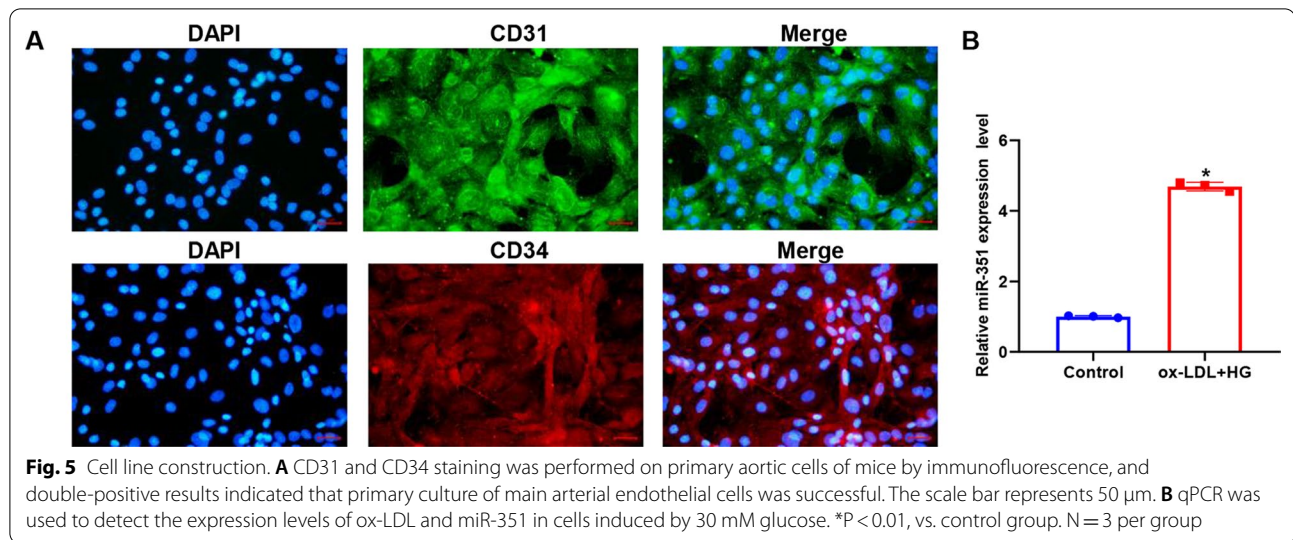 A
DAPI CD31 Merge
DAPI CD34 Merge
B
Relative miR-351 expression level
6
4
2
0
*
Control ox-LDL+HG
Fig. 5 Cell line construction. A CD31 and CD34 staining was performed on primary aortic cells of mice by immunofluorescence, and
double-positive results indicated that primary culture of main arterial endothelial cells was successful. The scale bar represents 50 µm. B qPCR was
used to detect the expression levels of ox-LDL and miR-351 in cells induced by 30 mM glucose. *P < 0.01, vs. control group. N = 3 per group